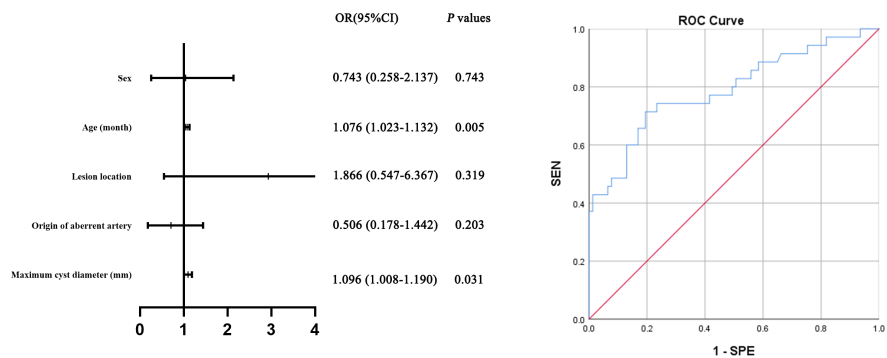 OR(95%CI) P values
Sex 0.743 (0.258-2.137) 0.743
Age (month) 1.076 (1.023-1.132) 0.005
Lesion location 1.866 (0.547-6.367) 0.319
Origin of aberrent artery 0.506 (0.178-1.442) 0.203
Maximum cyst diameter (mm) 1.096 (1.008-1.190) 0.031
0 1 2 3 4
ROC Curve
SEN
1.0
0.8
0.6
0.4
0.2
0.0
0.0 0.2 0.4 0.6 0.8 1.0
1 - SPE